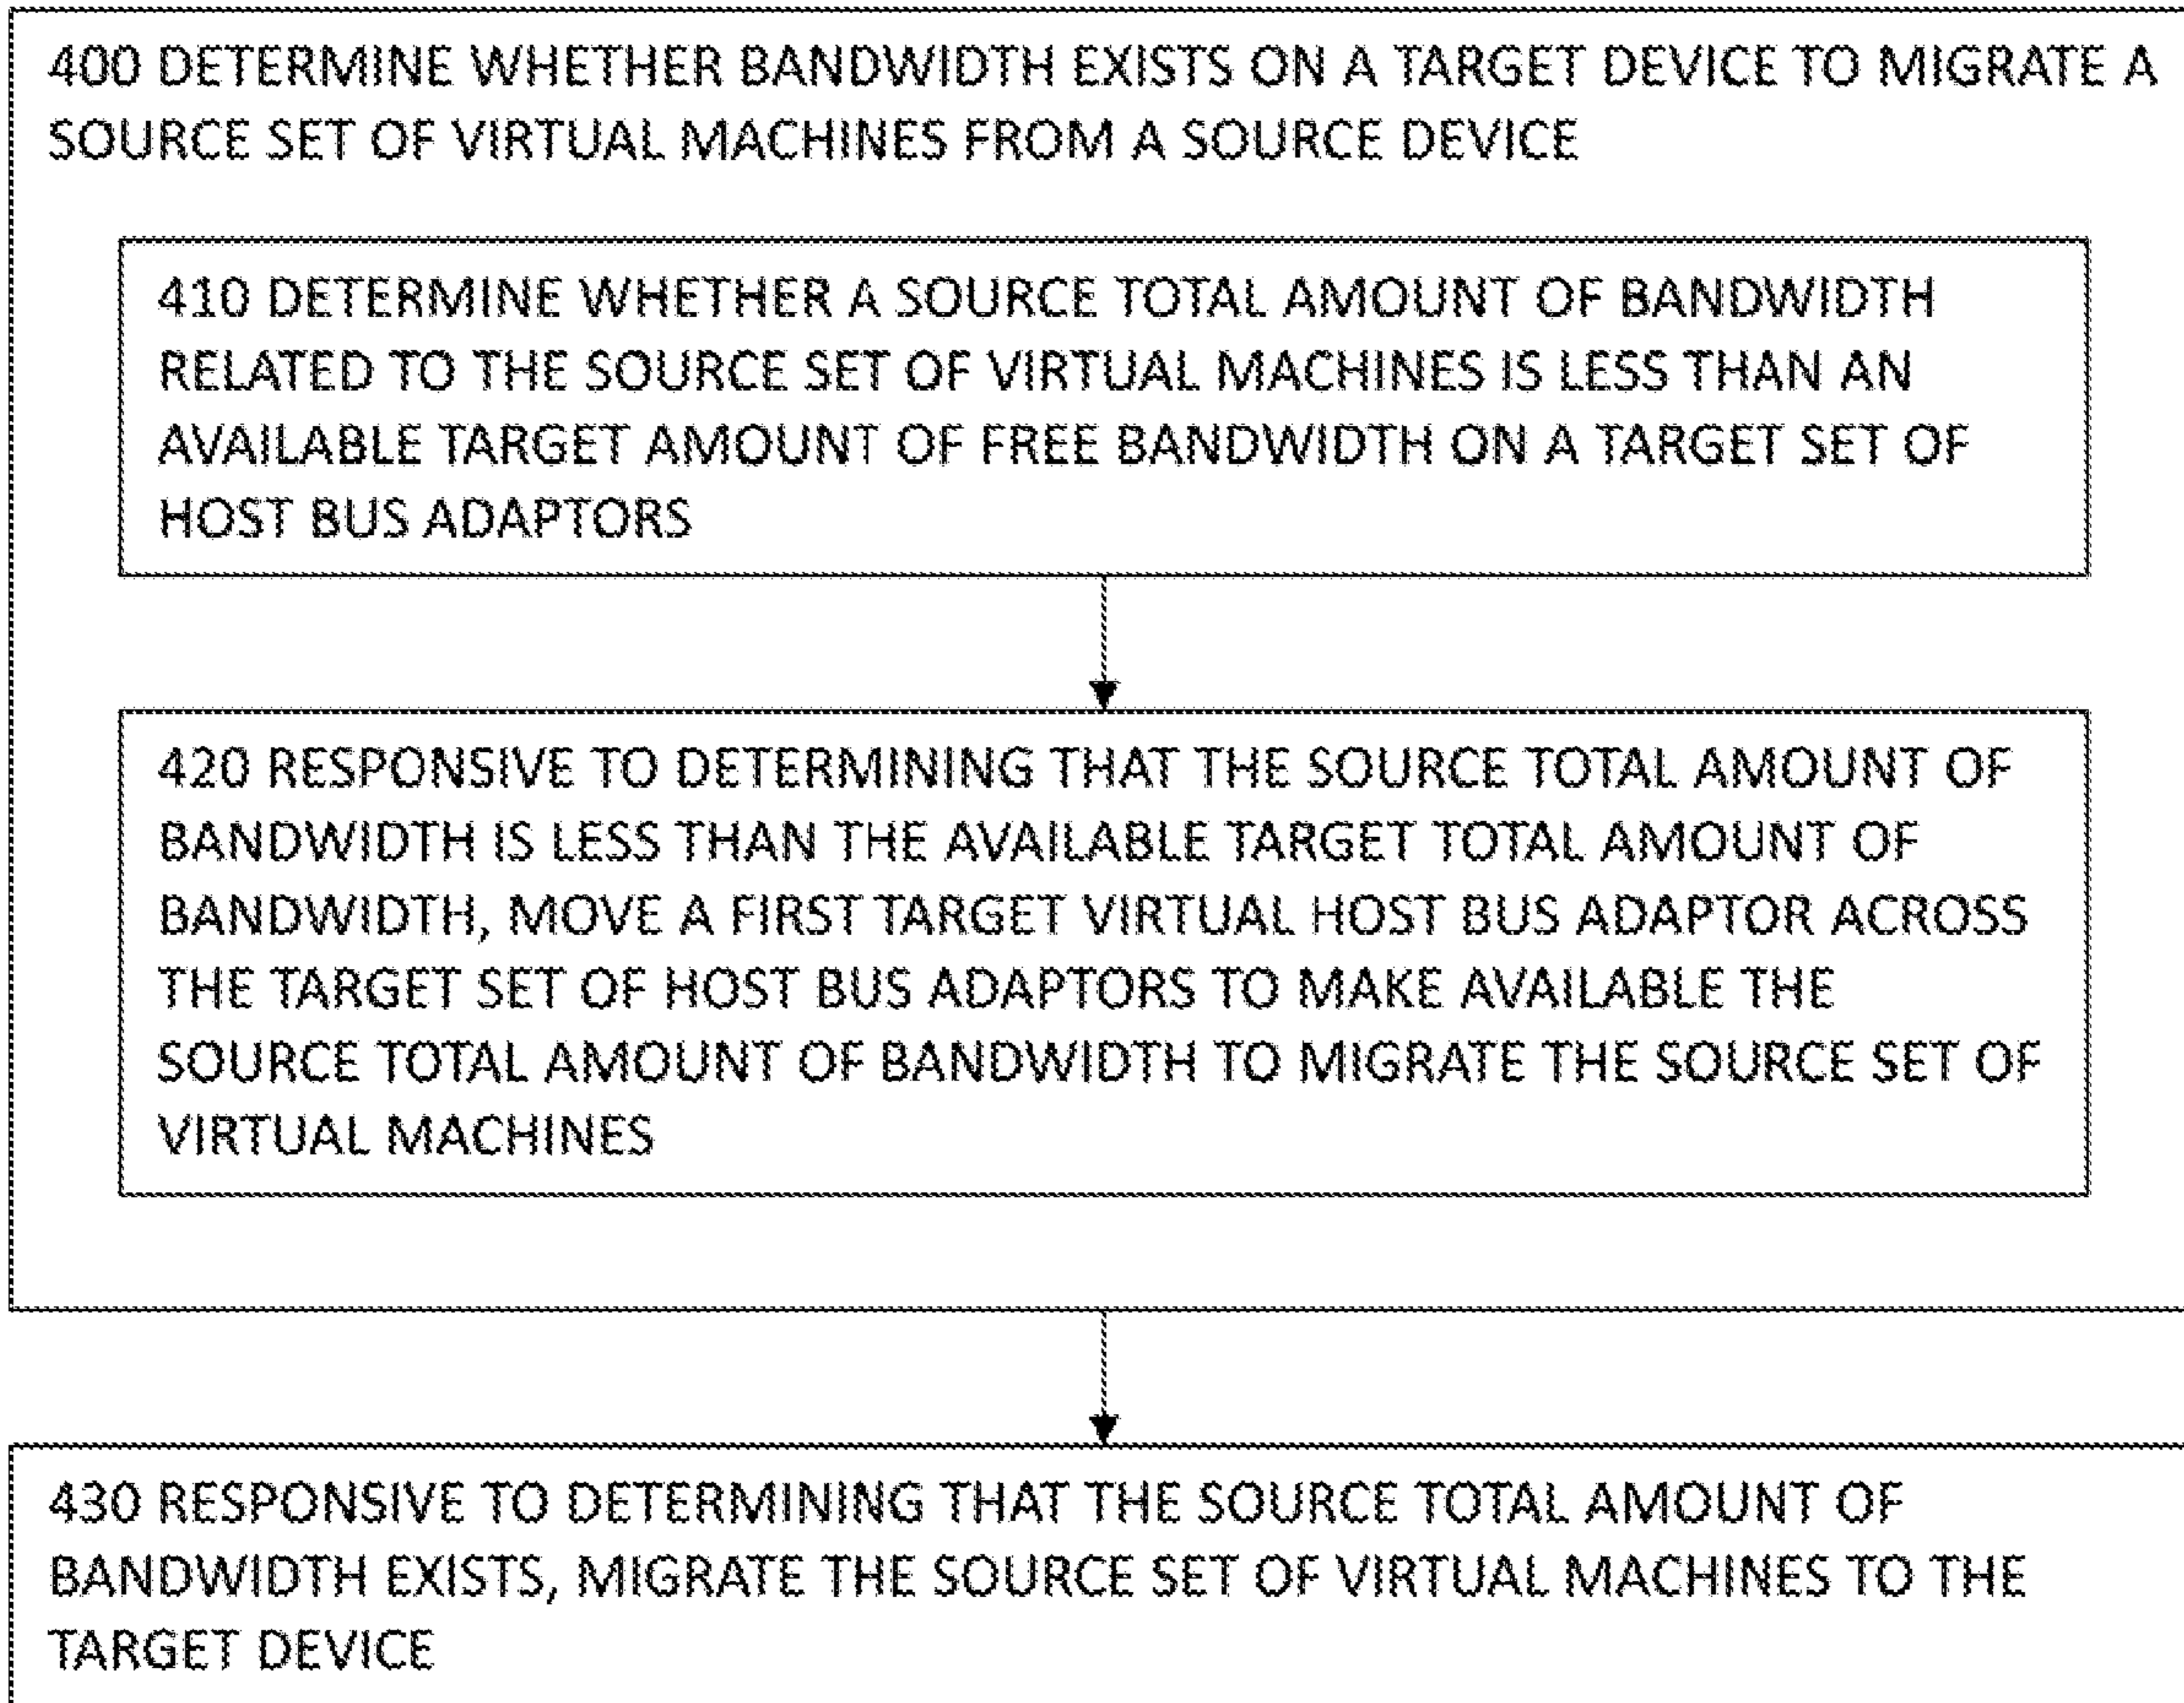 400 DETERMINE WHETHER BANDWIDTH EXISTS ON A TARGET DEVICE TO MIGRATE A
SOURCE SET OF VIRTUAL MACHINES FROM A SOURCE DEVICE
410 DETERMINE WHETHER A SOURCE TOTAL AMOUNT OF BANDWIDTH
RELATED TO THE SOURCE SET OF VIRTUAL MACHINES IS LESS THAN AN
AVAILABLE TARGET AMOUNT OF FREE BANDWIDTH ON A TARGET SET OF
HOST BUS ADAPTORS
420 RESPONSIVE TO DETERMINING THAT THE SOURCE TOTAL AMOUNT OF
BANDWIDTH IS LESS THAN THE AVAILABLE TARGET TOTAL AMOUNT OF
BANDWIDTH, MOVE A FIRST TARGET VIRTUAL HOST BUS ADAPTOR ACROSS
THE TARGET SET OF HOST BUS ADAPTORS TO MAKE AVAILABLE THE
SOURCE TOTAL AMOUNT OF BANDWIDTH TO MIGRATE THE SOURCE SET OF
VIRTUAL MACHINES
430 RESPONSIVE TO DETERMINING THAT THE SOURCE TOTAL AMOUNT OF
BANDWIDTH EXISTS, MIGRATE THE SOURCE SET OF VIRTUAL MACHINES TO THE
TARGET DEVICE